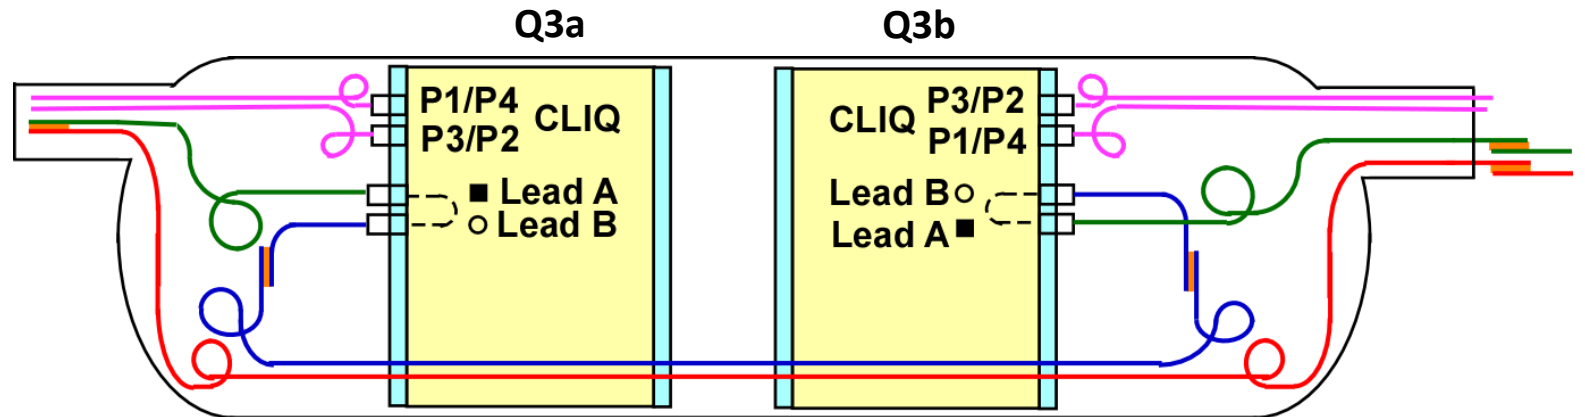 Q3a
Q3b
P1/P4
CLIQ
P3/P2
Lead A
Lead B
P3/P2
CLIQ
P1/P4
Lead B
Lead A